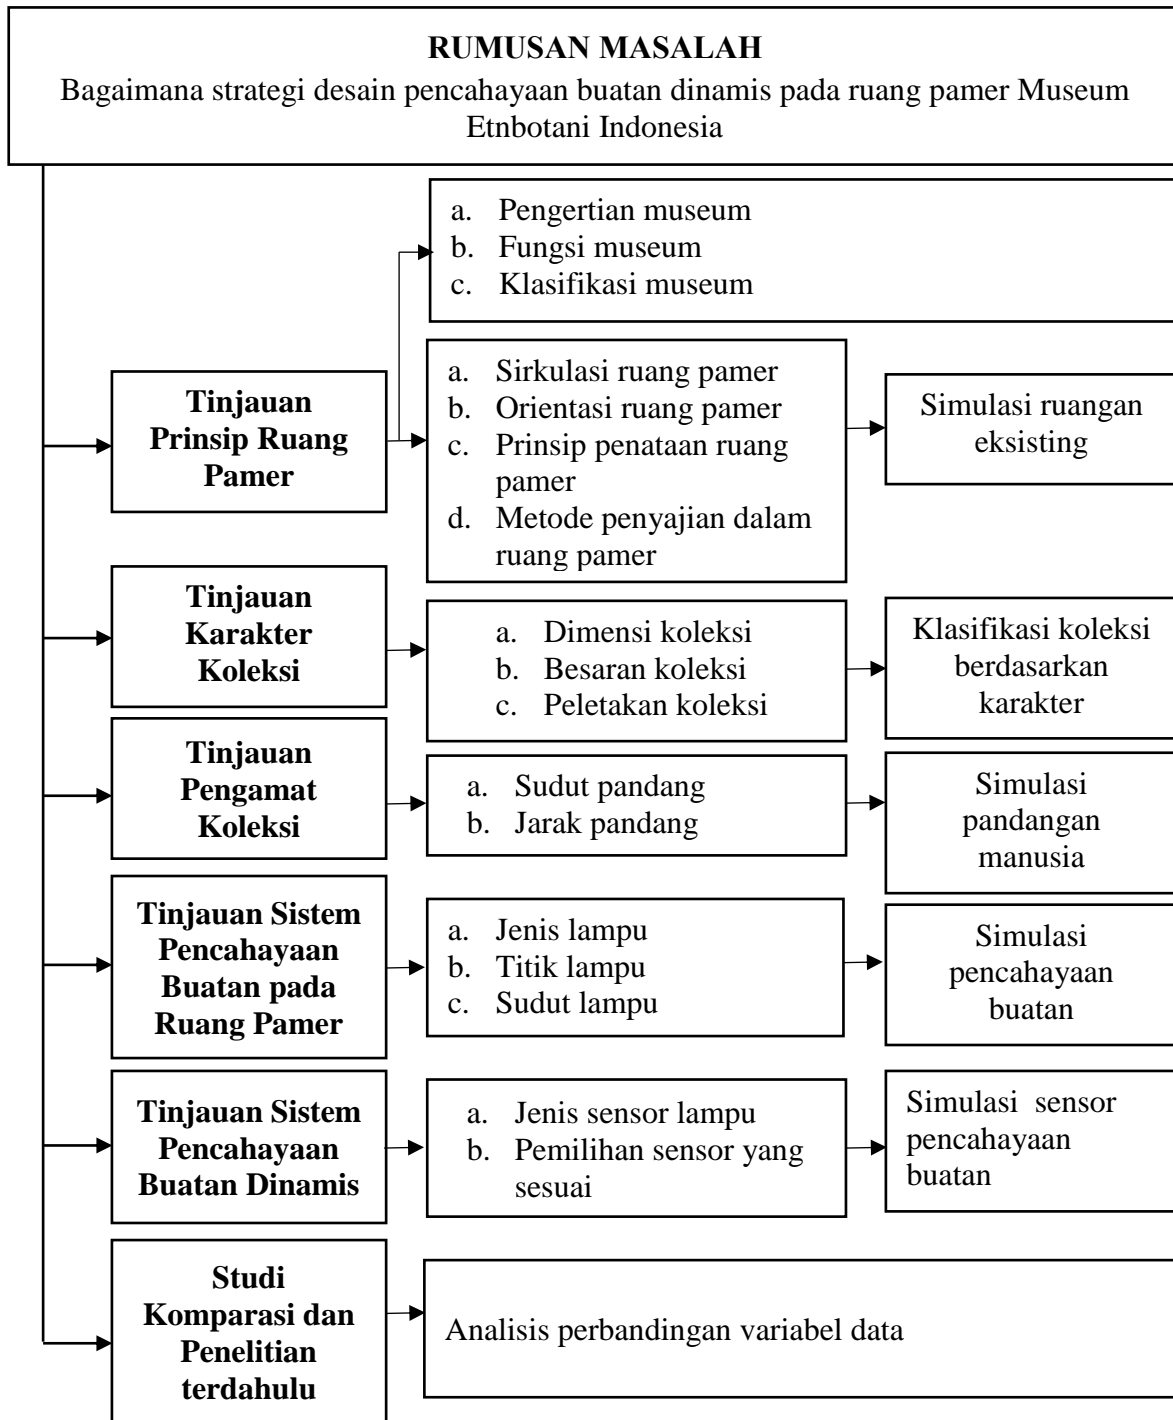 RUMUSAN MASALAH
Bagaimana strategi desain pencahayaan buatan dinamis pada ruang pamer Museum
Etnbotani Indonesia
a. Pengertian museum
b. Fungsi museum
c. Klasifikasi museum
Tinjauan
Prinsip Ruang
Pamer
a. Sirkulasi ruang pamer
b. Orientasi ruang pamer
c. Prinsip penataan ruang
pamer
d. Metode penyajian dalam
ruang pamer
Simulasi ruangan
eksisting
Tinjauan
Karakter
Koleksi
a. Dimensi koleksi
b. Besaran koleksi
c. Peletakan koleksi
Klasifikasi koleksi
berdasarkan
karakter
Tinjauan
Pengamat
Koleksi
a. Sudut pandang
b. Jarak pandang
Simulasi
pandangan
manusia
Tinjauan Sistem
Pencahayaan
Buatan pada
Ruang Pamer
a. Jenis lampu
b. Titik lampu
c. Sudut lampu
Simulasi
pencahayaan
buatan
Tinjauan Sistem
Pencahayaan
Buatan Dinamis
a. Jenis sensor lampu
b. Pemilihan sensor yang
sesuai
Simulasi sensor
pencahayaan
buatan
Studi
Komparasi dan
Penelitian
terdahulu
Analisis perbandingan variabel data